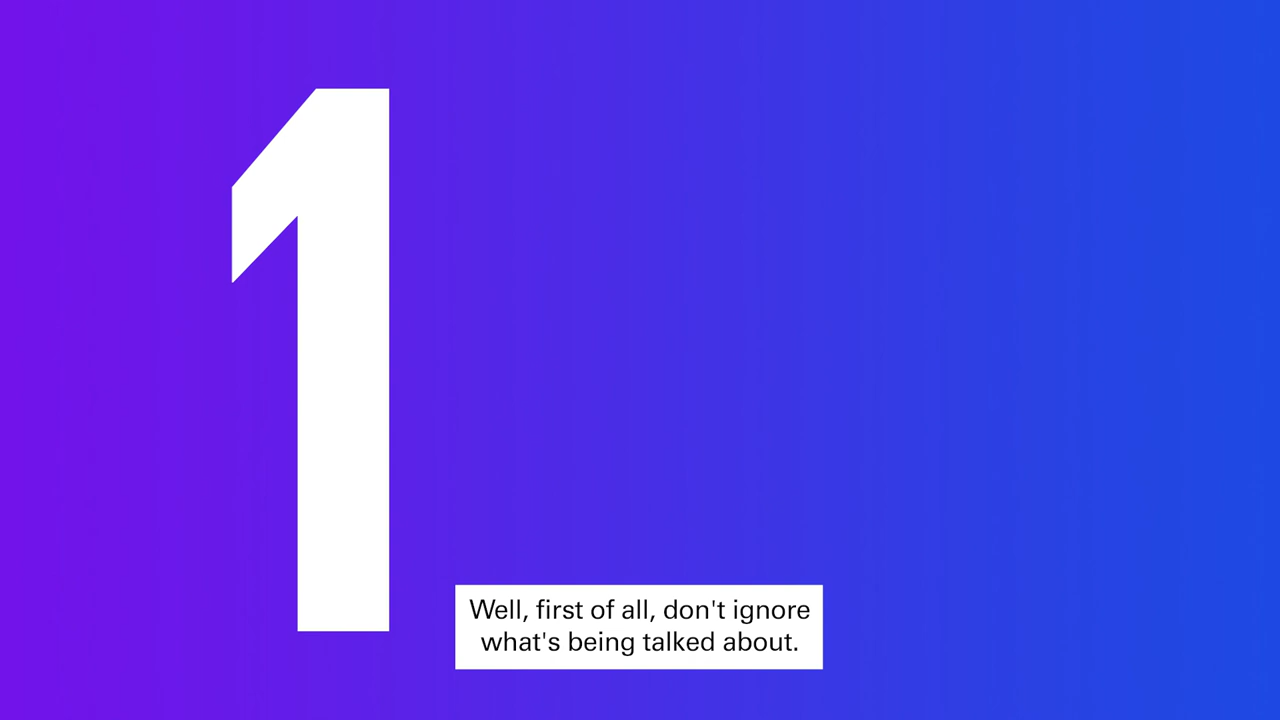 1
Well, first of all, don't ignore
what's being talked about.